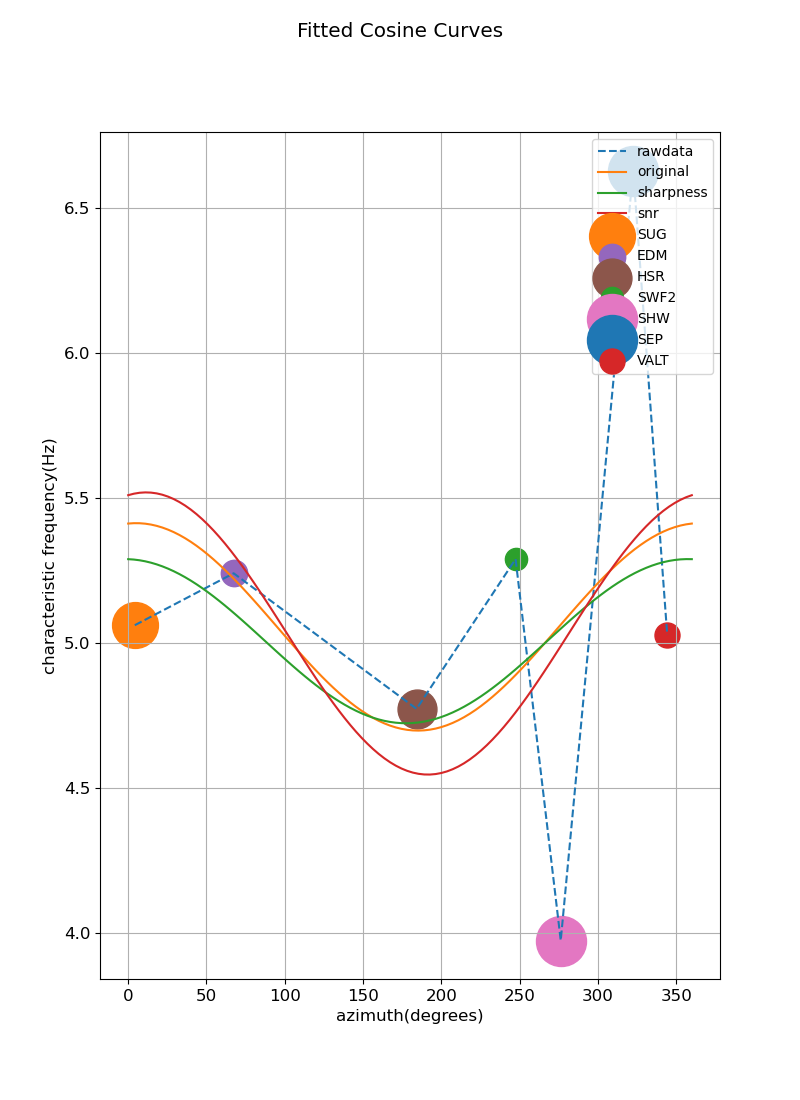 Fitted Cosine Curves
rawdata
original
sharpness
snr
SUG
EDM
HSR
SWF2
SHW
SEP
VALT
characteristic frequency(Hz)
6.5
6.0
5.5
5.0
4.5
4.0
0 50 100 150 200 250 300 350
azimuth(degrees)